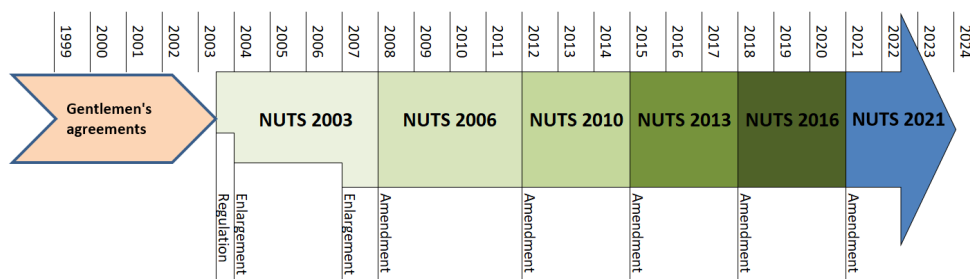 1999
2000
2001
2002
2003
2004
2005
2006
2007
2008
2009
2010
2011
2012
2013
2014
2015
2016
2017
2018
2019
2020
2021
2022
2023
2024
Gentlemen's
agreements
NUTS 2003
NUTS 2006
NUTS 2010
NUTS 2013
NUTS 2016
NUTS 2021
Regulation
Enlargement
Enlargement
Amendment
Amendment
Amendment
Amendment
Amendment